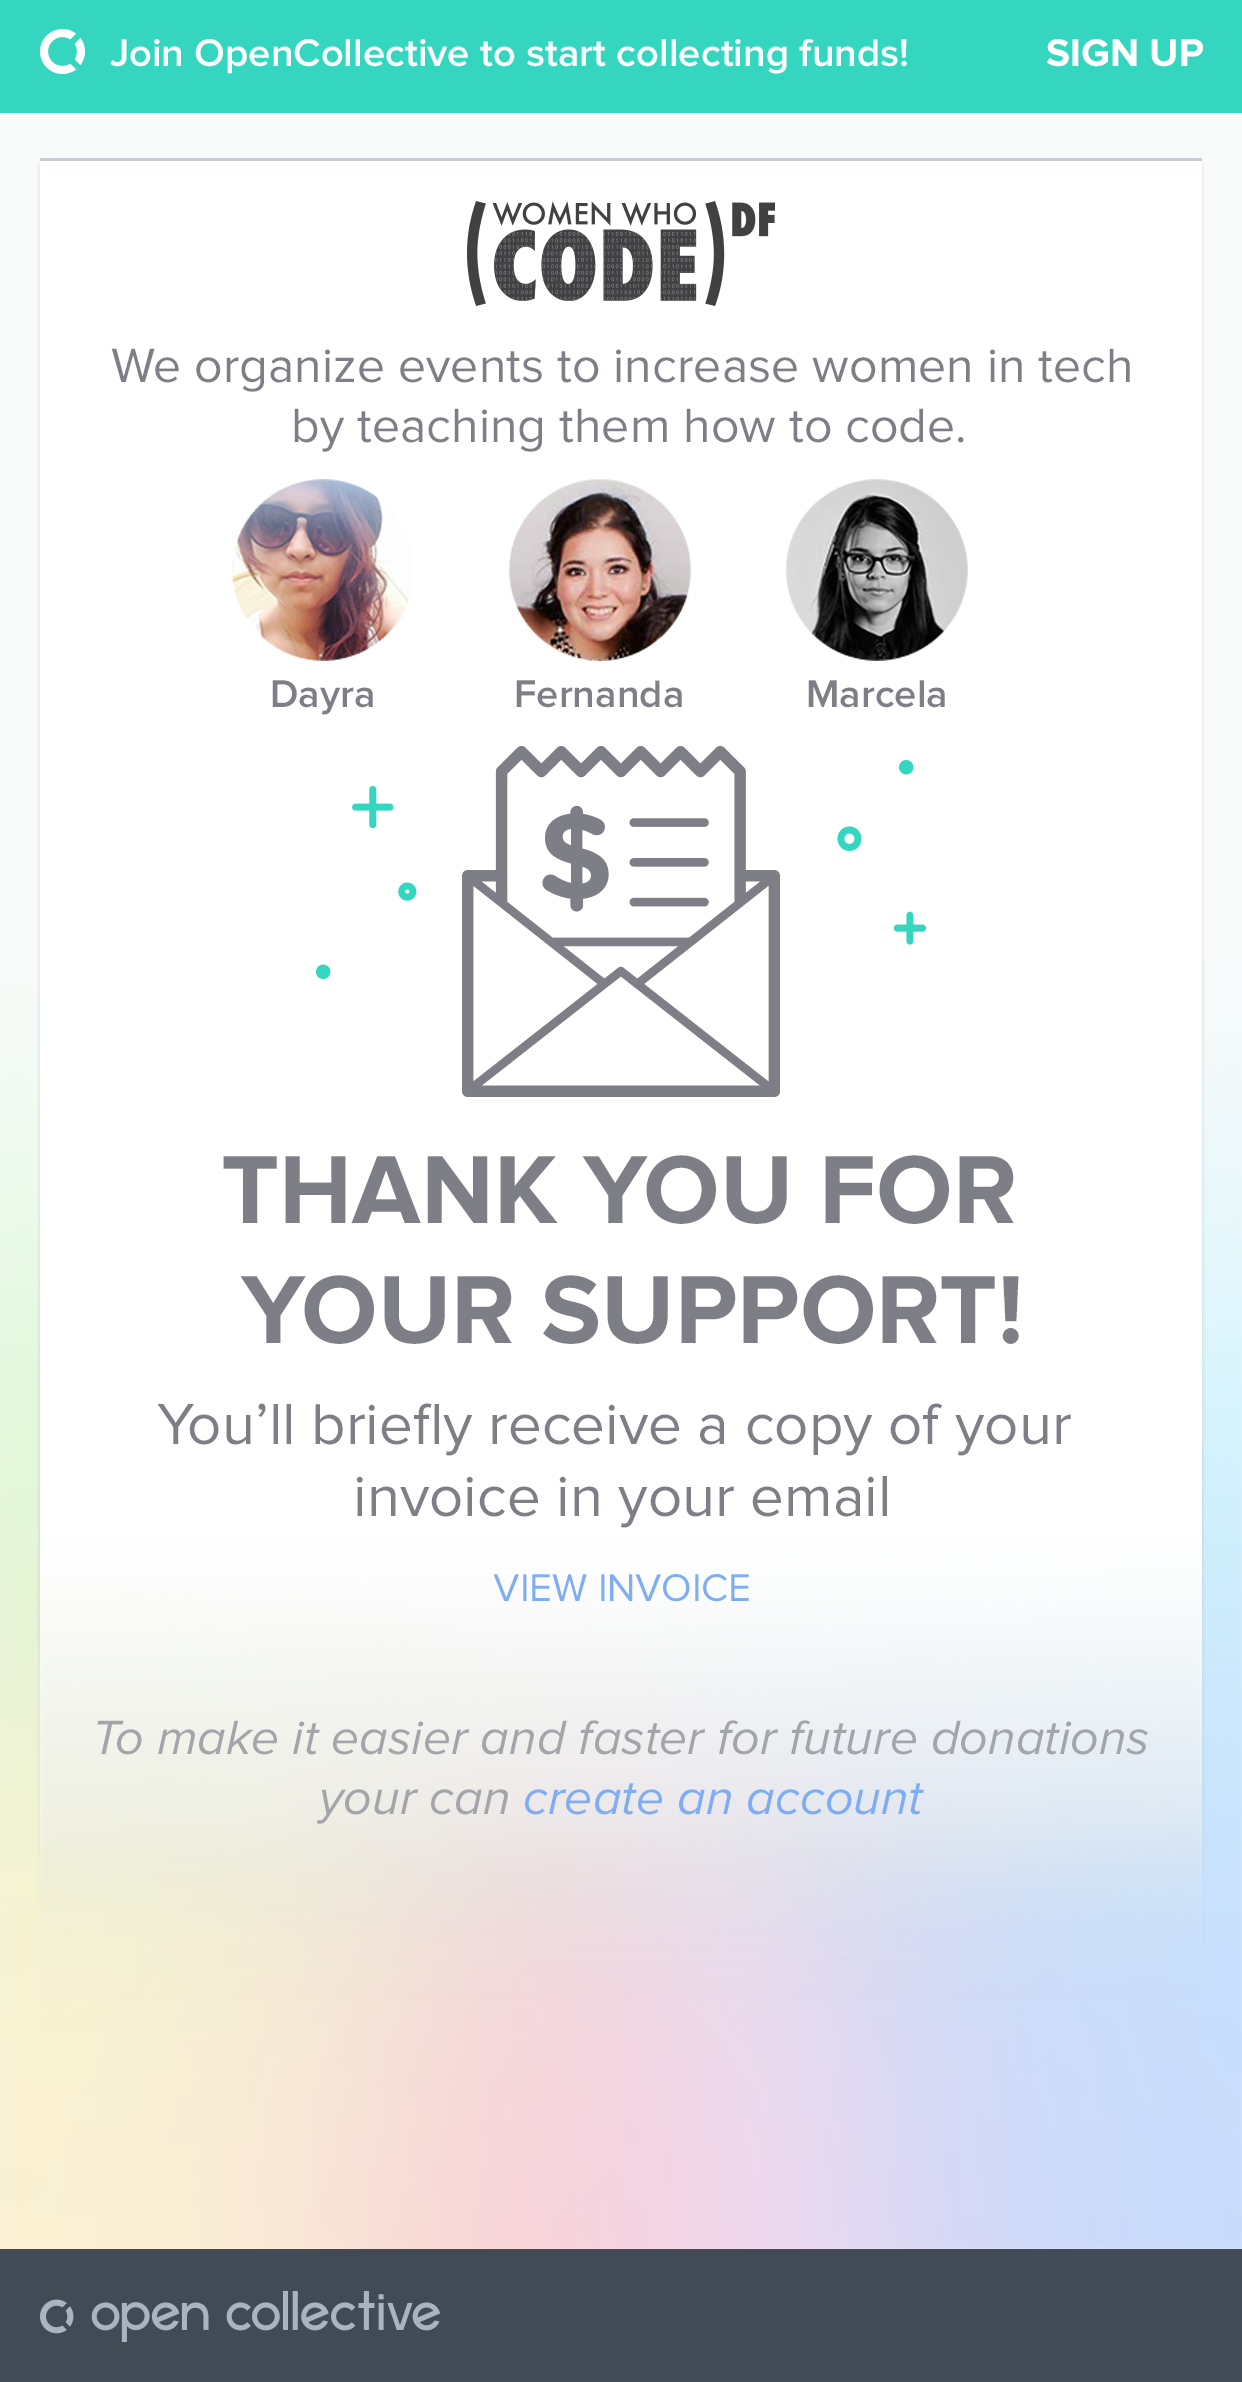 Join OpenCollective to start collecting funds!
SIGN UP
WOMEN WHO
(CODE) DF
We organize events to increase women in tech
by teaching them how to code.
Dayra
Fernanda
Marcela
$
THANK YOU FOR
YOUR SUPPORT!
You’ll briefly receive a copy of your
invoice in your email
VIEW INVOICE
To make it easier and faster for future donations
your can create an account
open collective